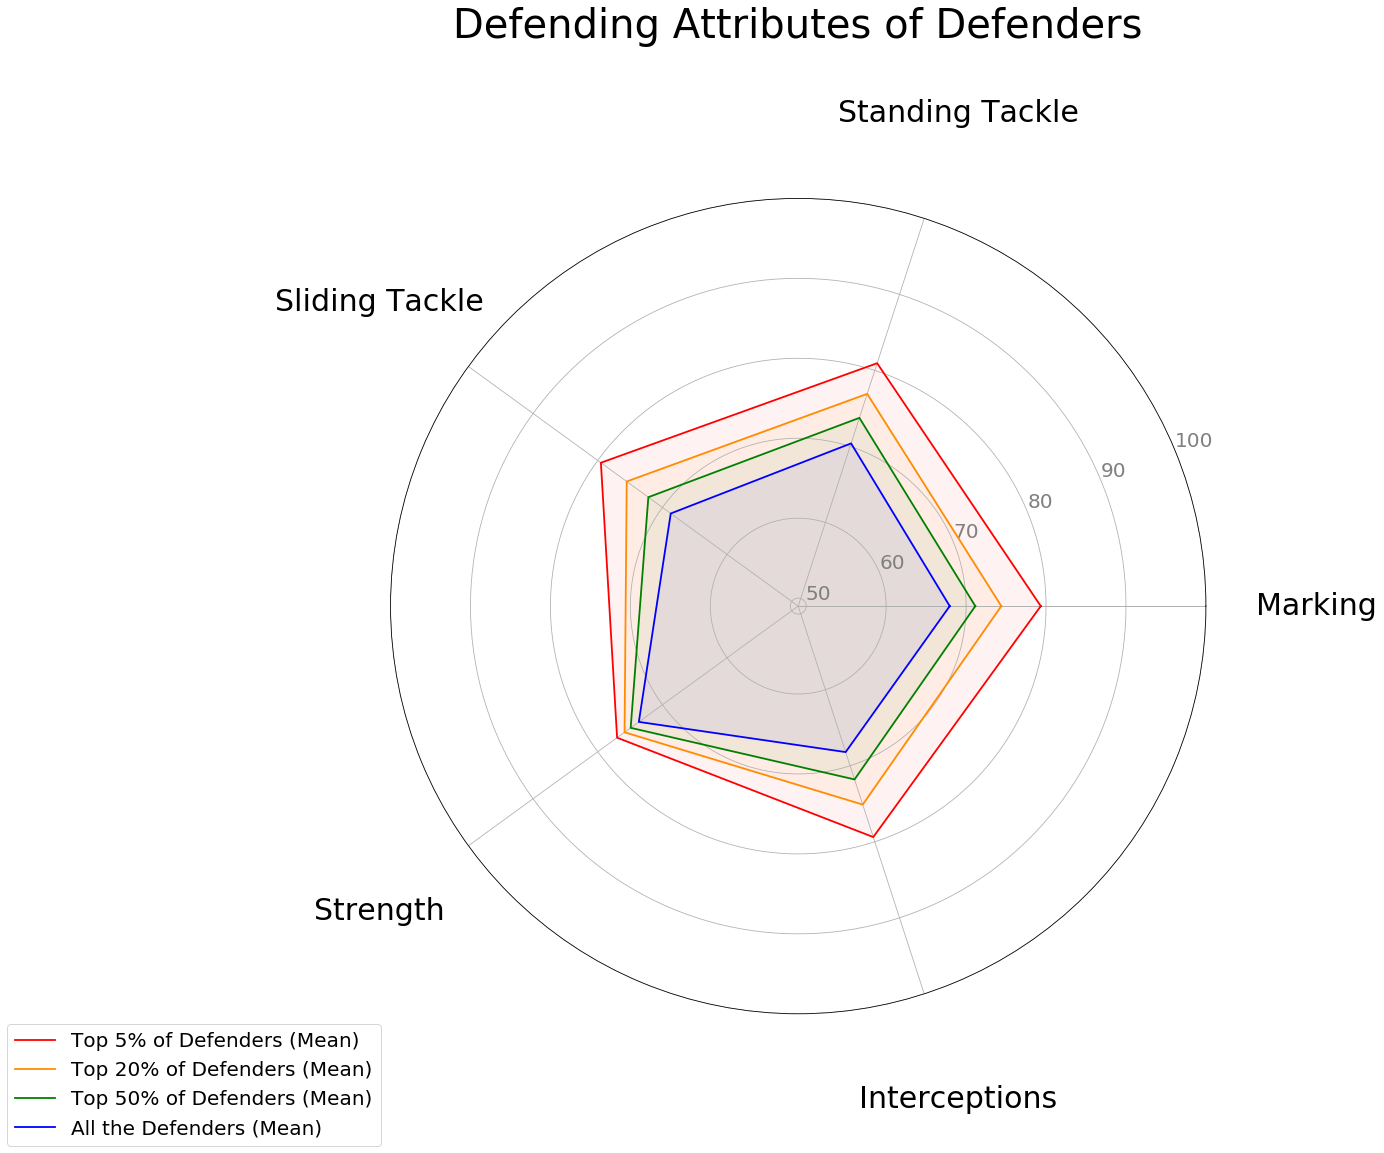 Defending Attributes of Defenders
Standing Tackle
Sliding Tackle
100
90
80
70
60
50
Marking
Strength
Interceptions
Top 5% of Defenders (Mean)
Top 20% of Defenders (Mean)
Top 50% of Defenders (Mean)
All the Defenders (Mean)